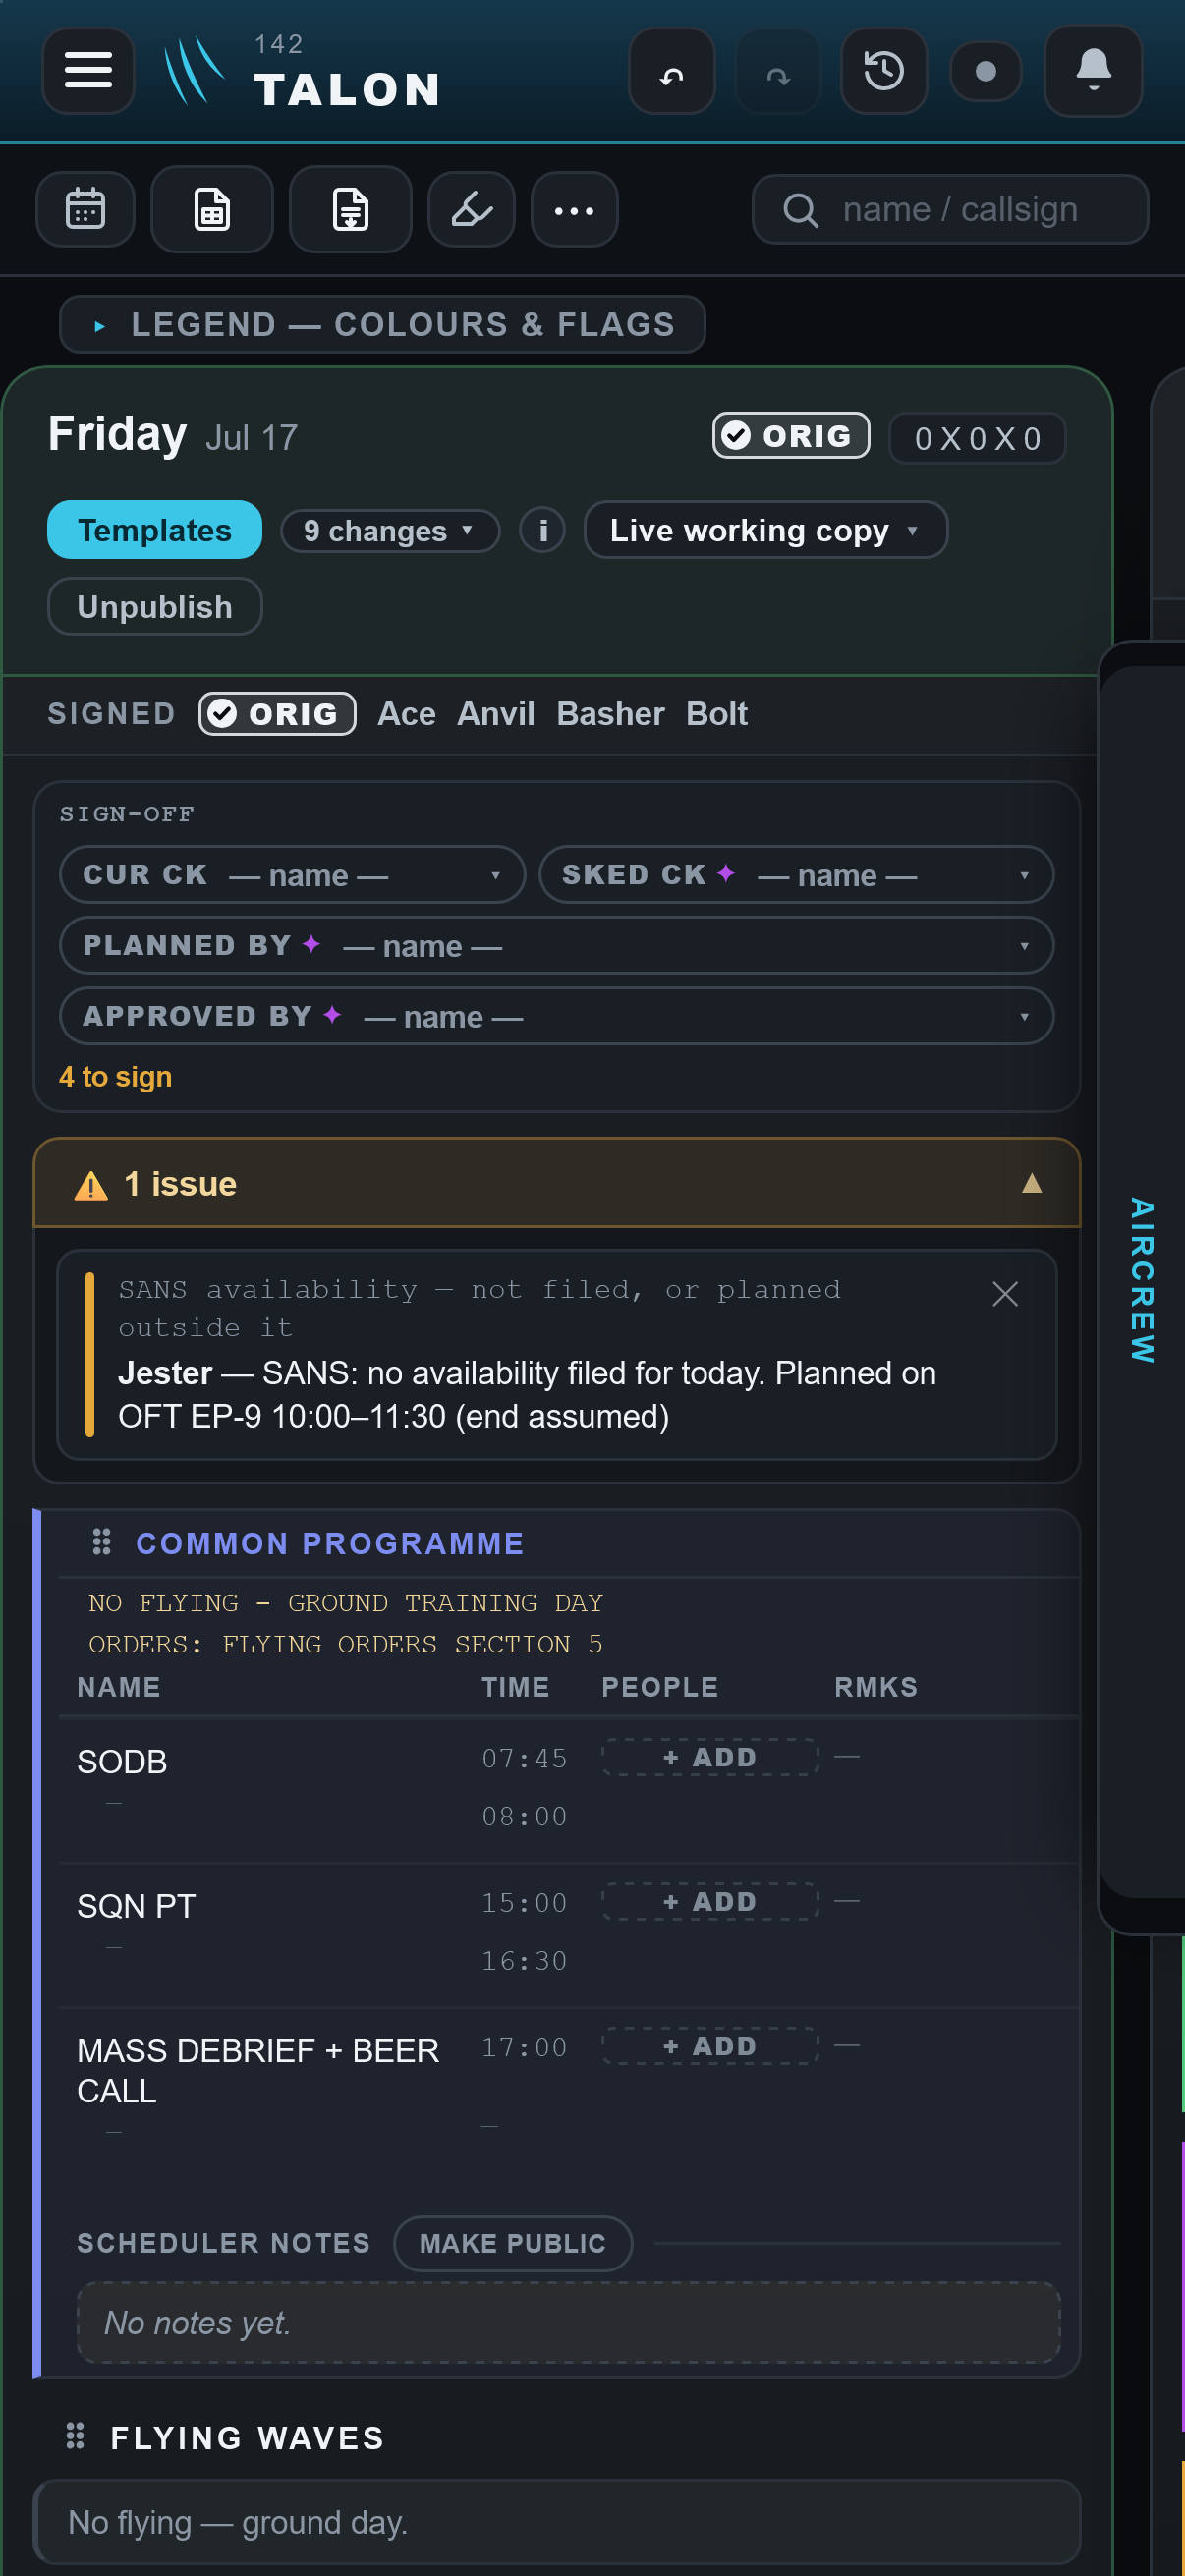 142
TALON
name / callsign
LEGEND — COLOURS & FLAGS
Friday Jul 17 ORIG 0 X 0 X 0
Templates 9 changes i Live working copy
Unpublish
SIGNED ORIG Ace Anvil Basher Bolt
SIGN-OFF
CUR CK — name — SKED CK — name —
PLANNED BY — name —
APPROVED BY — name —
4 to sign
1 issue
SANS availability — not filed, or planned
outside it
Jester — SANS: no availability filed for today. Planned on
OFT EP-9 10:00–11:30 (end assumed)
AIRCREW
COMMON PROGRAMME
NO FLYING - GROUND TRAINING DAY
ORDERS: FLYING ORDERS SECTION 5
NAME TIME PEOPLE RMKS
SODB 07:45 + ADD —
— 08:00
SQN PT 15:00 + ADD —
— 16:30
MASS DEBRIEF + BEER 17:00 + ADD —
CALL
— —
SCHEDULER NOTES MAKE PUBLIC
No notes yet.
FLYING WAVES
No flying — ground day.